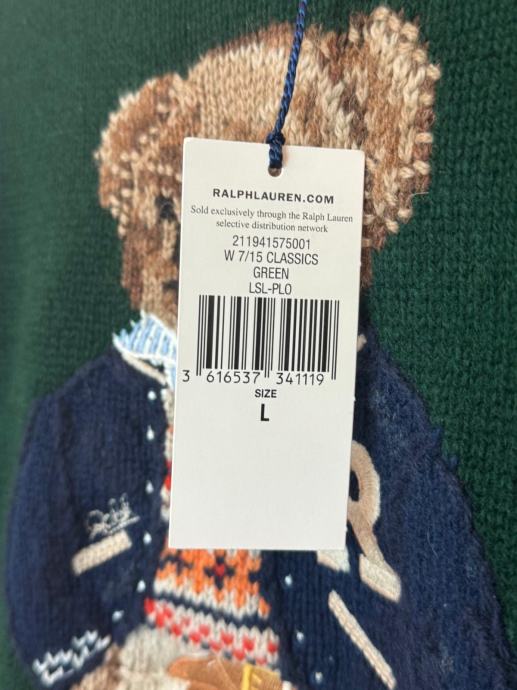 RALPHLAUREN.COM
Sold exclusively through the Ralph Lauren
selective distribution network
211941575001
W 7/15 CLASSICS
GREEN
LSL-PLO
3 616537 341119
SIZE
L